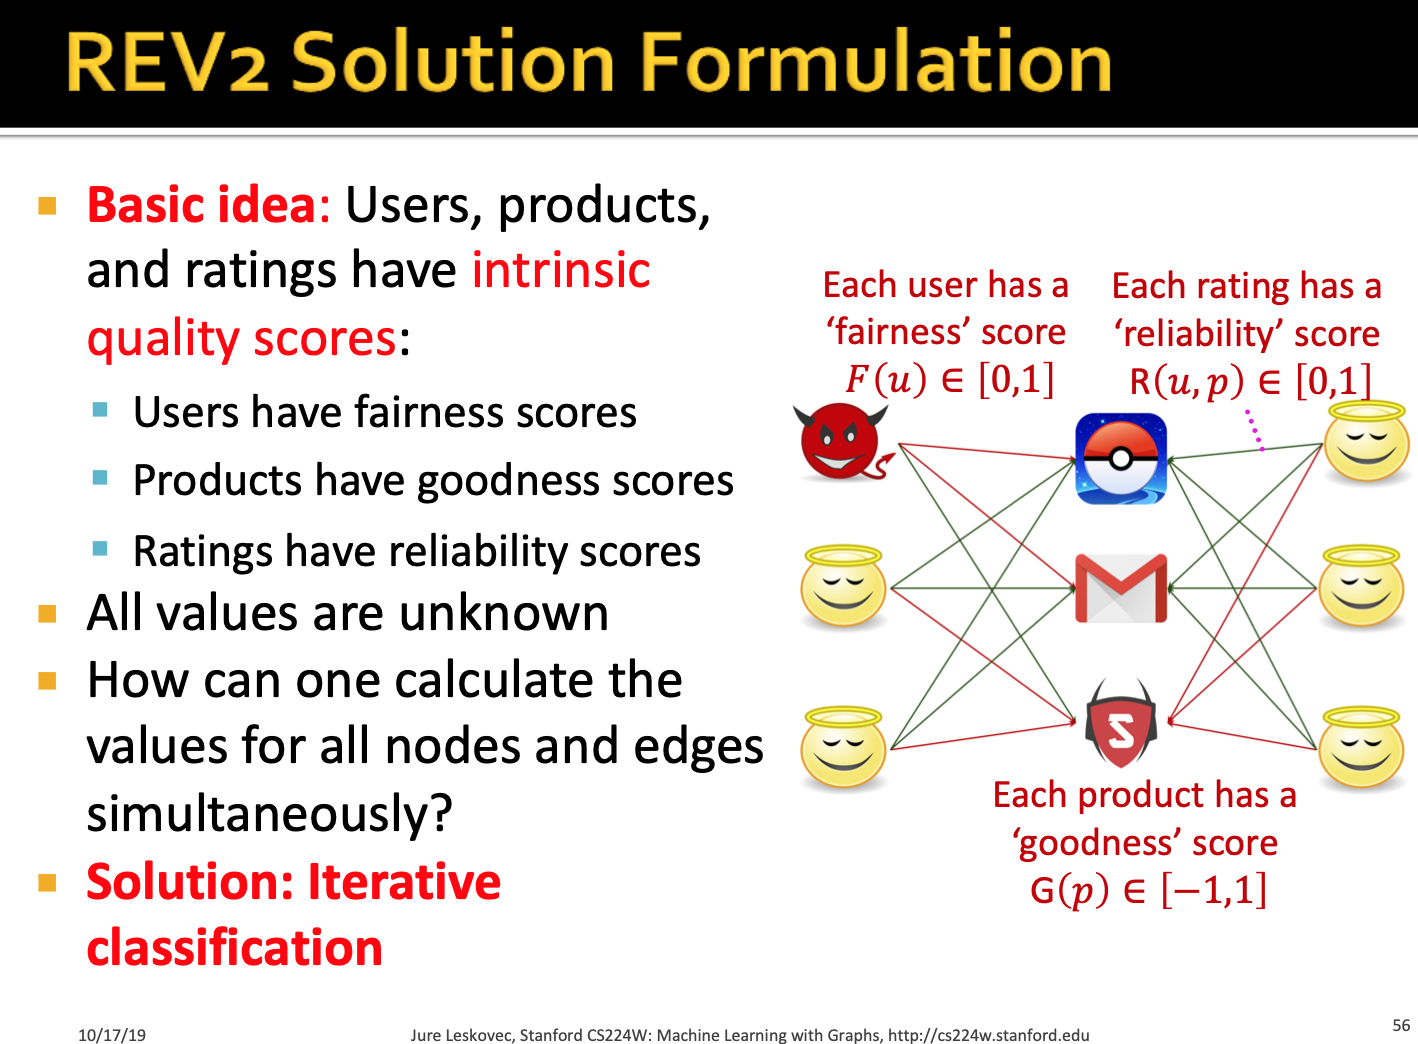 REV2 Solution Formulation
Basic idea: Users, products,
and ratings have intrinsic
quality scores:
Users have fairness scores
Products have goodness scores
Ratings have reliability scores
All values are unknown
How can one calculate the
values for all nodes and edges
simultaneously?
Solution: Iterative
classification
Each user has a
‘fairness’ score
F(u) ∈ [0,1]
Each rating has a
‘reliability’ score
R(u, p) ∈ [0,1]
S
Each product has a
‘goodness’ score
G(p) ∈ [−1,1]
10/17/19
Jure Leskovec, Stanford CS224W: Machine Learning with Graphs, http://cs224w.stanford.edu
56